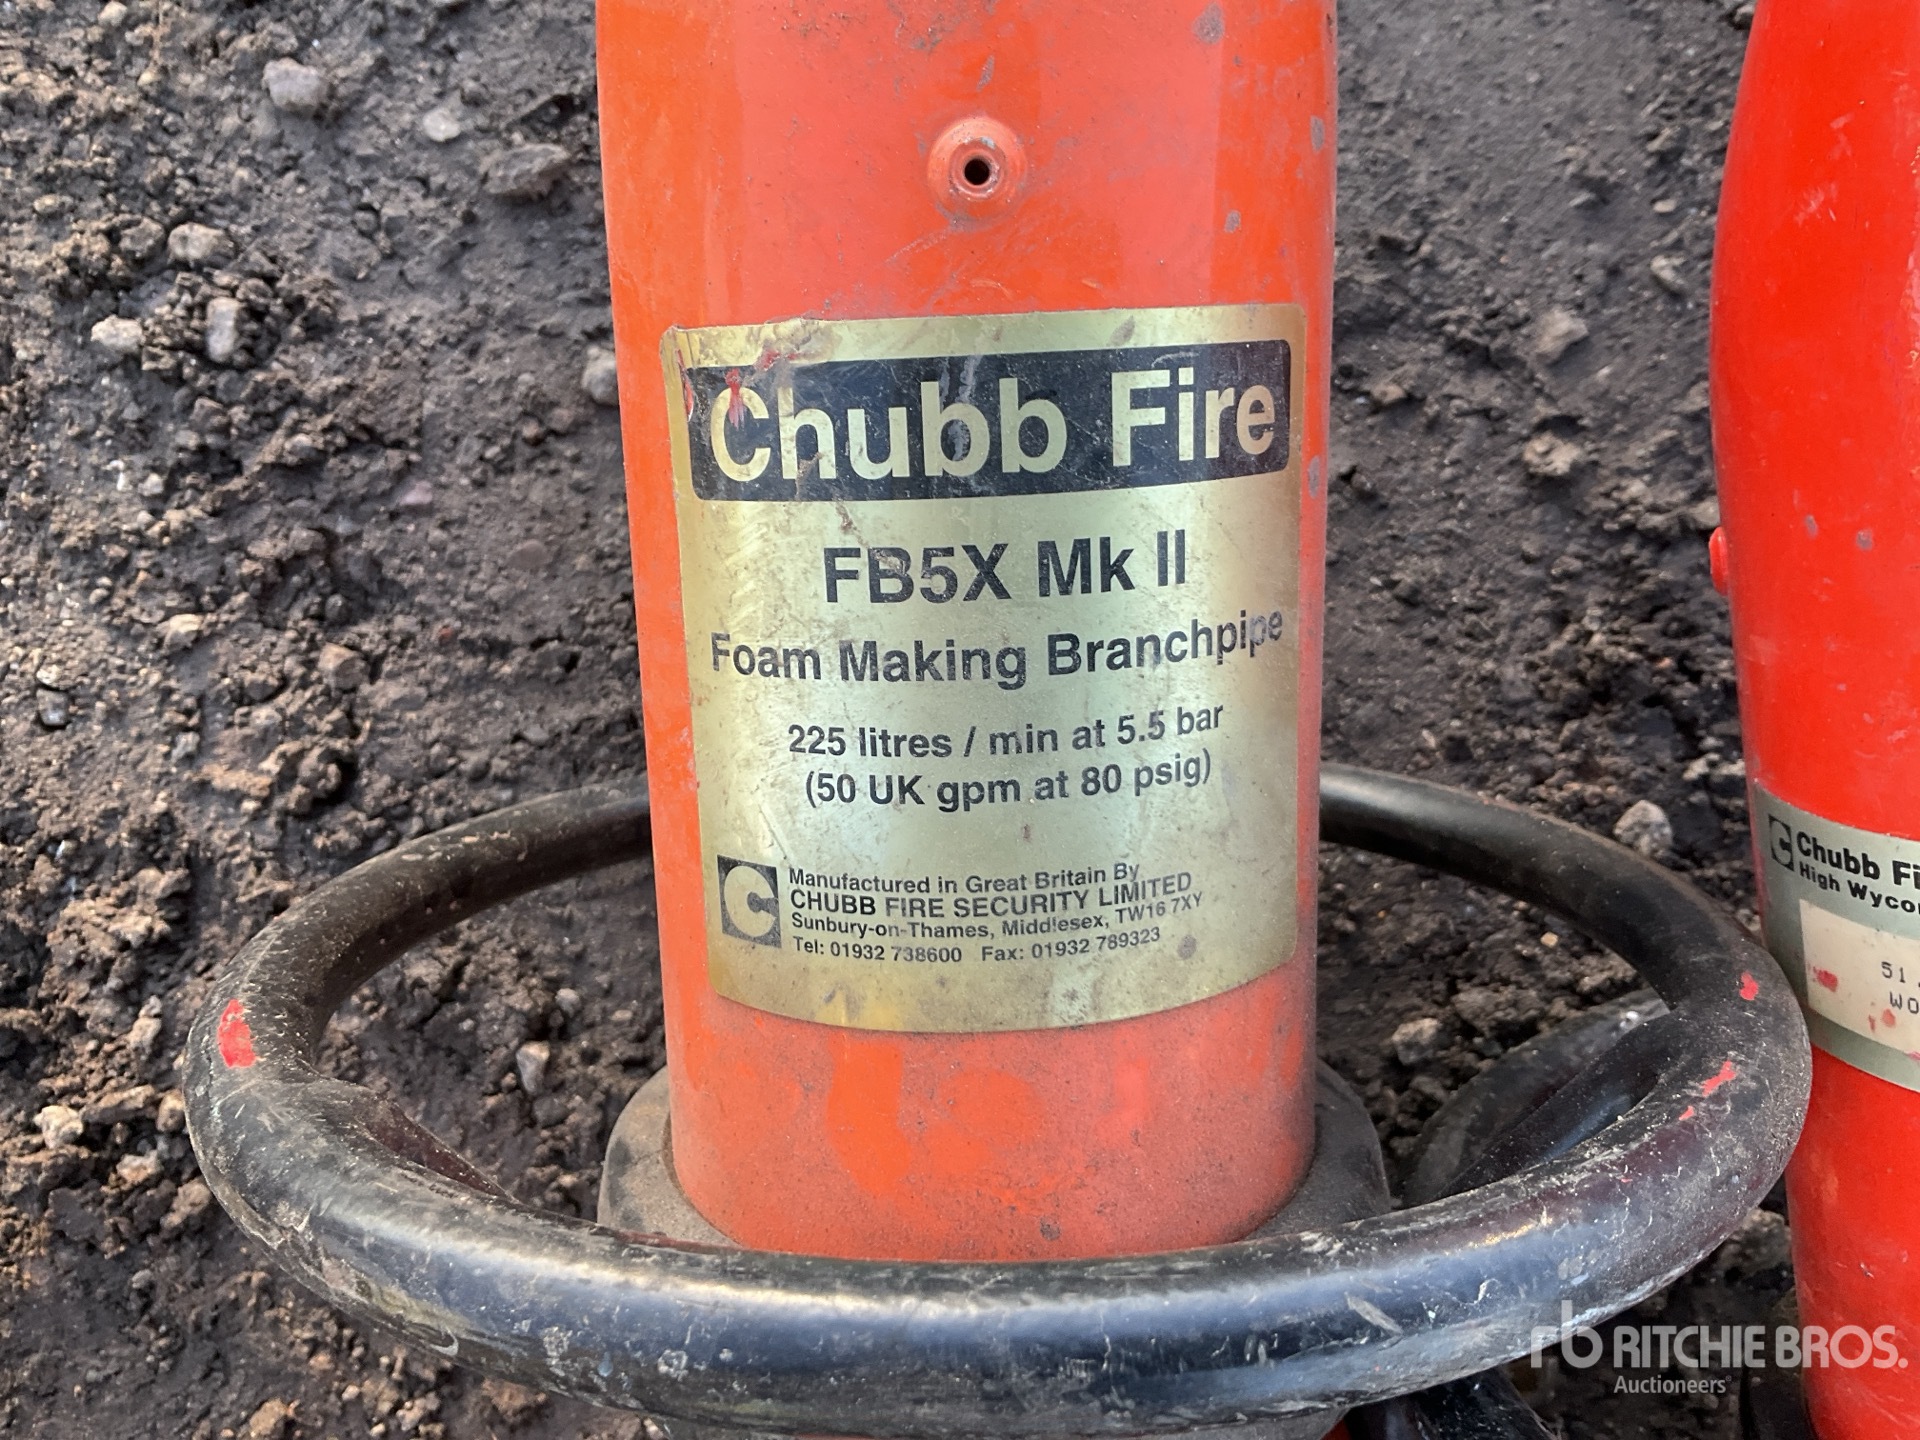 Chubb Fire
FB5X Mk II
Foam Making Branchpipe
225 litres / min at 5.5 bar
(50 UK gpm at 80 psig)
C
Manufactured in Great Britain By
CHUBB FIRE SECURITY LIMITED
Sunbury-on-Thames, Middlesex, TW16 7XY
Tel: 01932 738600 Fax: 01932 789323
C Chubb
High
51
rb RITCHIE BROS.
Auctioneers